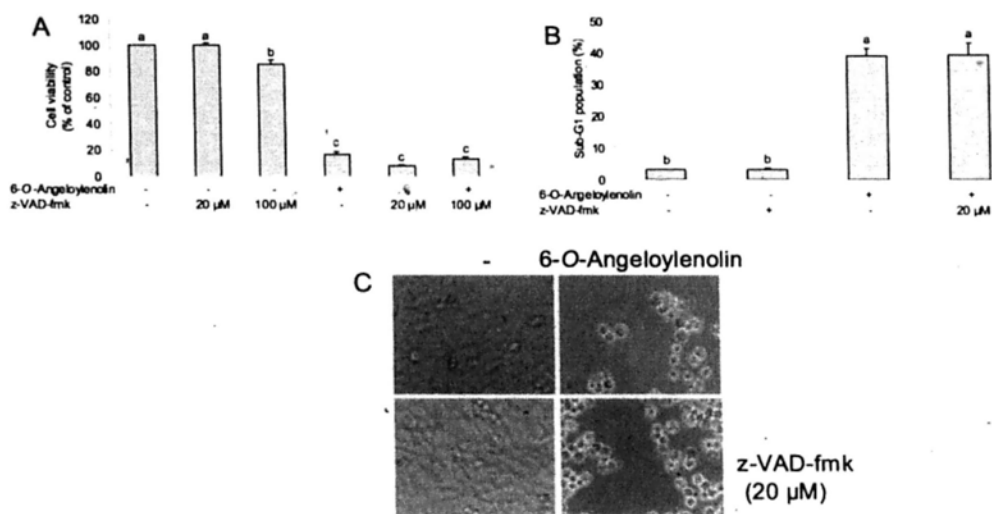 A
Cell viability
(% of control)
120
100
80
60
40
20
0
a
a
b
c
c
c
6-O-Angeloylenolin - - - + +
z-VAD-fmk - 20 µM 100 µM - 20 µM 100 µM
B
Sub-G1 population (%)
50
40
30
20
10
0
b
b
a
a
6-O-Angeloylenolin - - + +
z-VAD-fmk - + - 20 µM
C
- 6-O-Angeloylenolin
z-VAD-fmk
(20 µM)